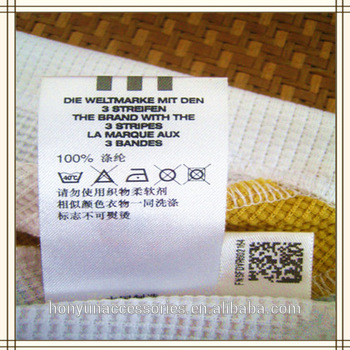 DIE WELTMARKE MIT DEN
3 STREIFEN
THE BRAND WITH THE
3 STRIPES
LA MARQUE AUX
3 BANDES
100% 涤纶
40°C
请勿使用织物柔软剂
相似颜色衣物一同洗涤
标志不可熨烫
honyunaccessories.en.alibaba.com